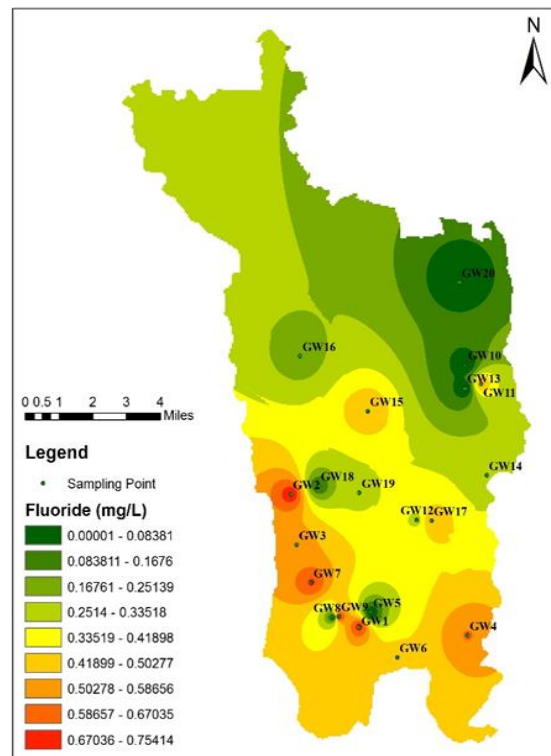 N
GW20
GW16
GW10
GW13
GW11
GW15
0 0.5 1 2 3 4
Miles
Legend
Sampling Point
Fluoride (mg/L)
0.00001 - 0.08381
0.083811 - 0.1676
0.16761 - 0.25139
0.2514 - 0.33518
0.33519 - 0.41898
0.41899 - 0.50277
0.50278 - 0.58656
0.58657 - 0.67035
0.67036 - 0.75414
GW14
GW18
GW2
GW19
GW12
GW17
GW3
GW7
GW8
GW9
GW5
GW1
GW4
GW6